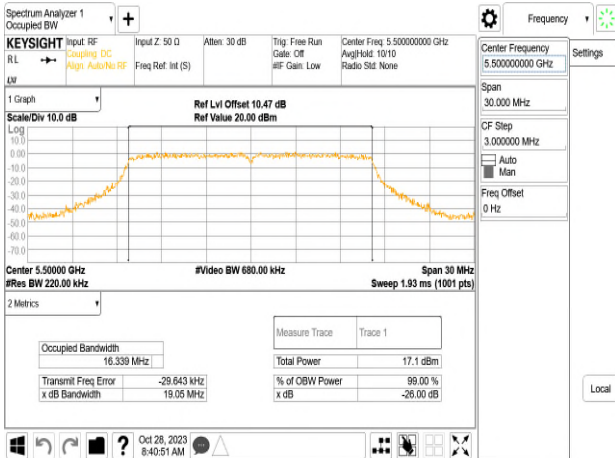 Spectrum Analyzer 1
Occupied BW
Frequency
KEYSIGHT
RL
Input: RF
Coupling: DC
Align: Auto/No RF
Input Z: 50 Ω
Freq Ref: Int (S)
Atten: 30 dB
Trig: Free Run
Gate: Off
#IF Gain: Low
Center Freq: 5.500000000 GHz
Avg|Hold: 10/10
Radio Std: None
Center Frequency
5.500000000 GHz
Settings
Span
30.000 MHz
CF Step
3.000000 MHz
Auto
Man
Freq Offset
0 Hz
Local
1 Graph
Scale/Div 10.0 dB
Ref Lvl Offset 10.47 dB
Ref Value 20.00 dBm
Log
10.0
0.00
-10.0
-20.0
-30.0
-40.0
-50.0
-60.0
-70.0
Center 5.50000 GHz
#Video BW 680.00 kHz
Span 30 MHz
#Res BW 220.00 kHz
Sweep 1.93 ms (1001 pts)
2 Metrics
Measure Trace
Trace 1
Occupied Bandwidth
16.339 MHz
Total Power
17.1 dBm
Transmit Freq Error
-29.643 kHz
% of OBW Power
99.00 %
x dB Bandwidth
19.05 MHz
x dB
-26.00 dB
?
Oct 28, 2023
8:40:51 AM